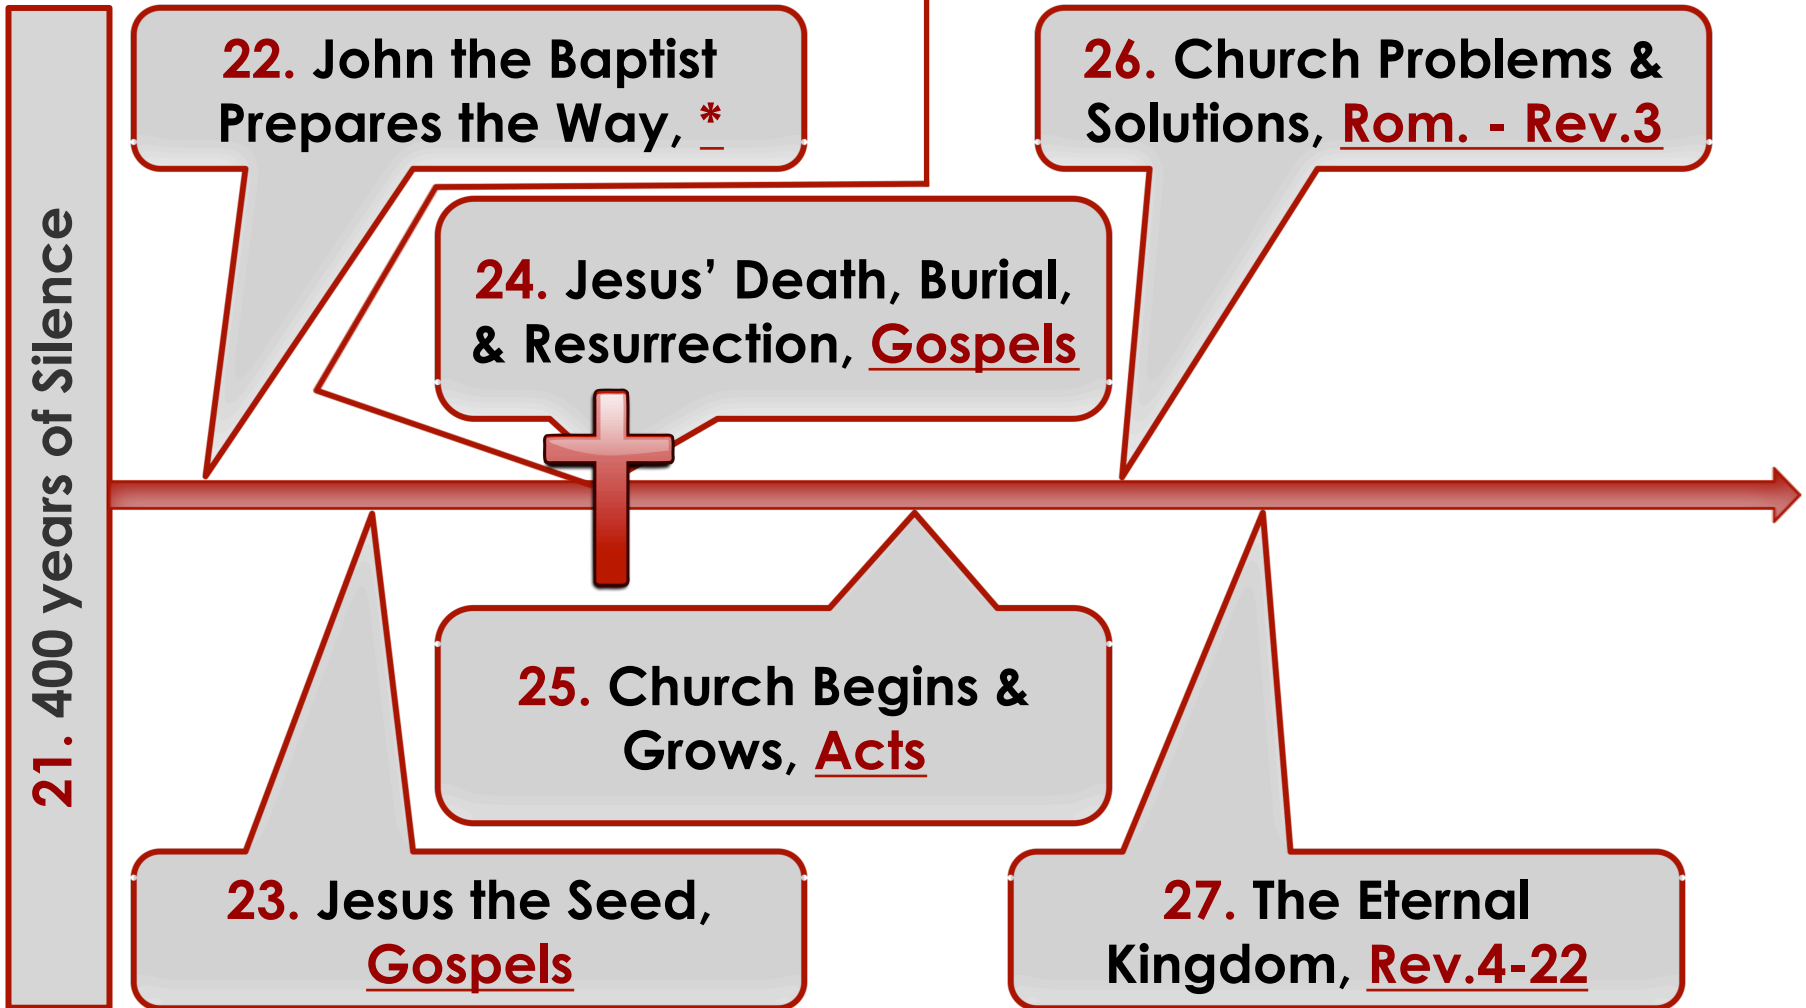 21. 400 years of Silence
22. John the Baptist
Prepares the Way, *
23. Jesus the Seed,
Gospels
24. Jesus’ Death, Burial,
& Resurrection, Gospels
25. Church Begins &
Grows, Acts
26. Church Problems &
Solutions, Rom. - Rev.3
27. The Eternal
Kingdom, Rev.4-22